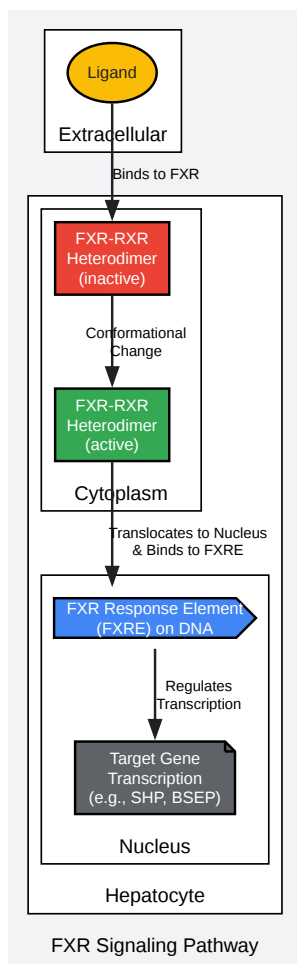 Ligand
Extracellular
Binds to FXR
FXR-RXR
Heterodimer
(inactive)
Conformational
Change
FXR-RXR
Heterodimer
(active)
Cytoplasm
Translocates to Nucleus
& Binds to FXRE
FXR Response Element
(FXRE) on DNA
Regulates
Transcription
Target Gene
Transcription
(e.g., SHP, BSEP)
Nucleus
Hepatocyte
FXR Signaling Pathway